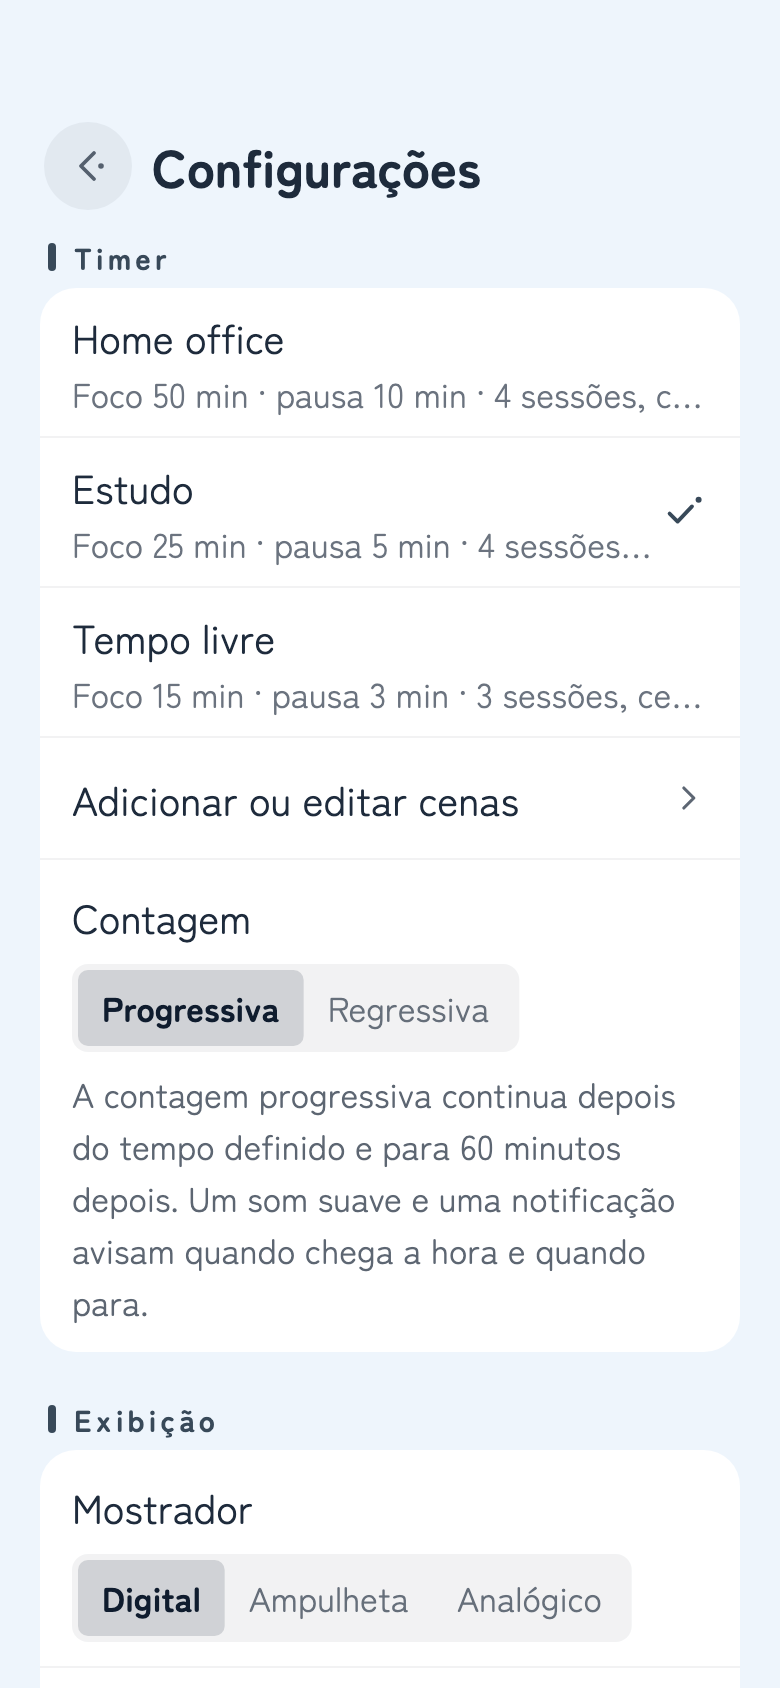 Configurações
Timer
Home office
Foco 50 min · pausa 10 min · 4 sessões, c...
Estudo
Foco 25 min · pausa 5 min · 4 sessões...
Tempo livre
Foco 15 min · pausa 3 min · 3 sessões, ce...
Adicionar ou editar cenas
Contagem
Progressiva Regressiva
A contagem progressiva continua depois
do tempo definido e para 60 minutos
depois. Um som suave e uma notificação
avisam quando chega a hora e quando
para.
Exibição
Mostrador
Digital Ampulheta Analógico